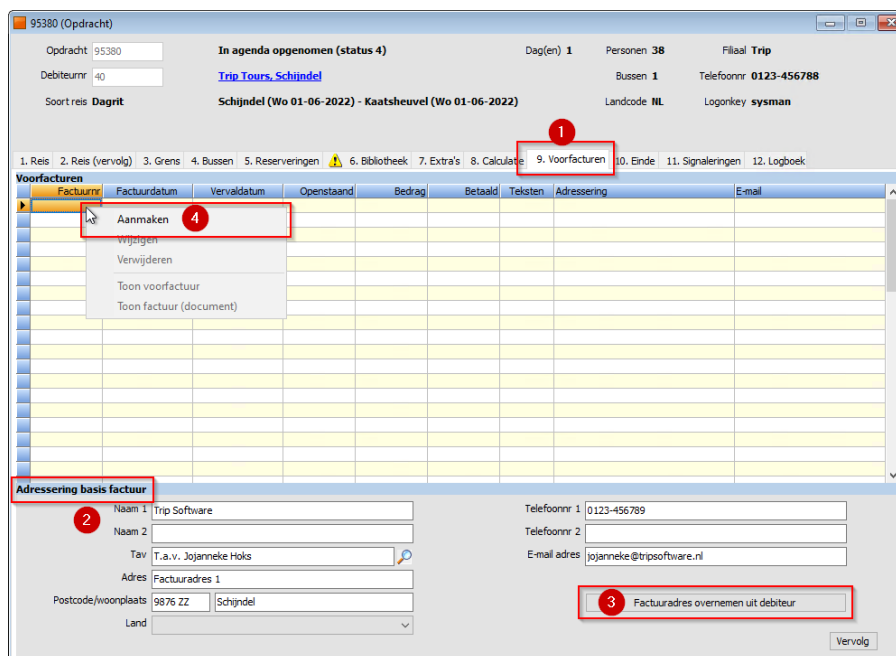 95380 (Opdracht)
Opdracht 95380 In agenda opgenomen (status 4) Dag(en) 1 Personen 38 Filiaal Trip
Debiteurnr 40 Trip Tours, Schijndel Bussen 1 Telefoonnr 0123-456788
Soort reis Dagrit Schijndel (Wo 01-06-2022) - Kaatsheuvel (Wo 01-06-2022) Landcode NL Logonkey sysman
1
1. Reis 2. Reis (vervolg) 3. Grens 4. Bussen 5. Reserveringen 6. Bibliotheek 7. Extra's 8. Calculatie 9. Voorfacturen 10. Einde 11. Signaleringen 12. Logboek
Voorfacturen
Factuurnr Factuurdatum Vervaldatum Openstaand Bedrag Betaald Teksten Adressering E-mail
Aanmaken 4
Wijzigen
Verwijderen
Toon voorfactuur
Toon factuur (document)
Adressering basis factuur
2
Naam 1 Trip Software Telefoonnr 1 0123-456789
Naam 2 Telefoonnr 2
Tav T.a.v. Jojanneke Hoks E-mail adres jojanneke@tripsoftware.nl
Adres Factuuradres 1
Postcode/woonplaats 9876 ZZ Schijndel 3 Factuuradres overnemen uit debiteur
Land
Vervolg